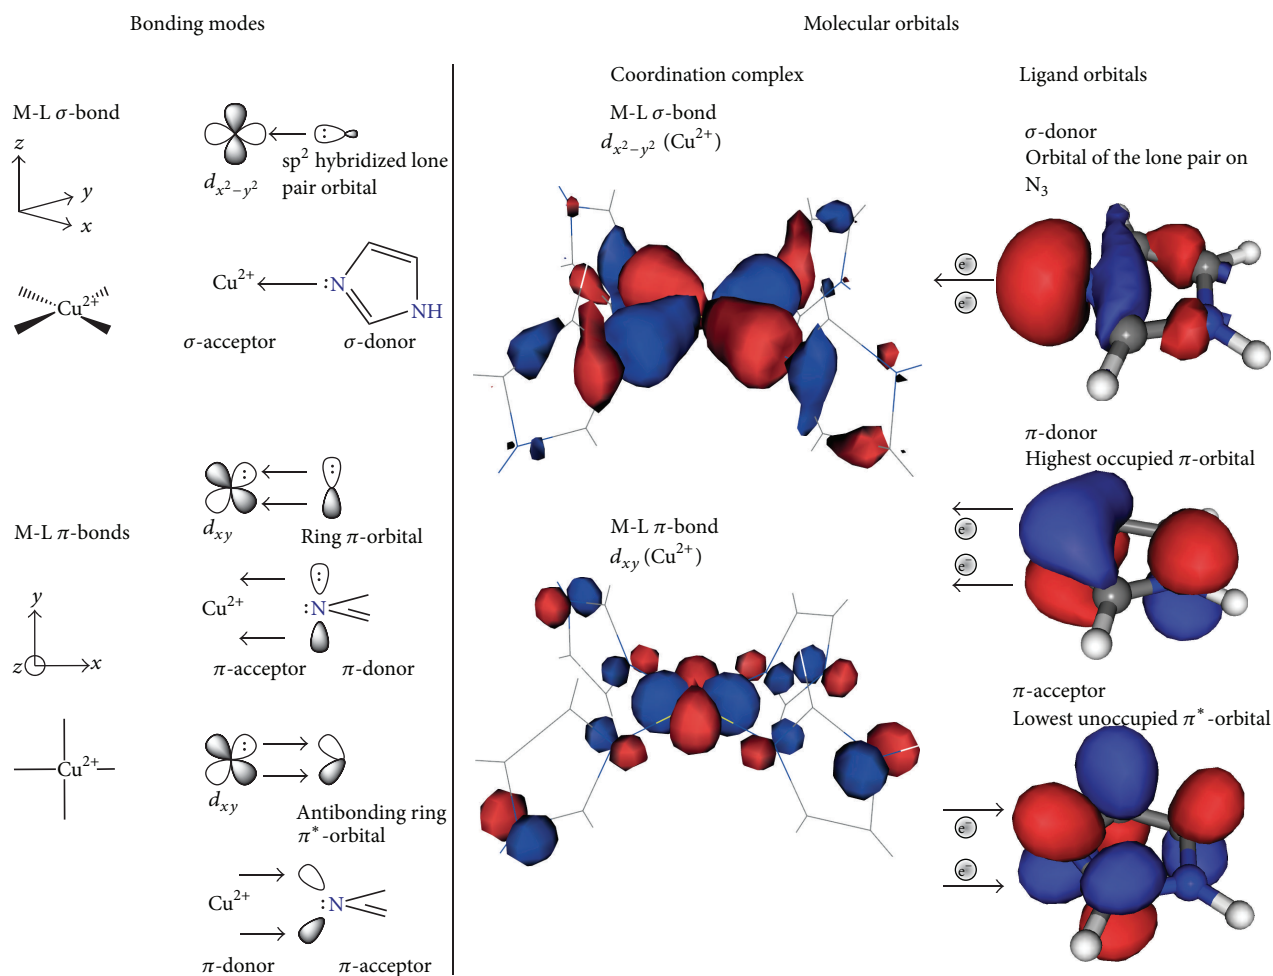 Bonding modes
Molecular orbitals
Coordination complex
Ligand orbitals
M-L σ-bond
z
y
x
Cu²⁺
d_{x²−y²}
sp² hybridized lone
pair orbital
Cu²⁺
:N
NH
σ-acceptor
σ-donor
M-L σ-bond
d_{x²−y²} (Cu²⁺)
σ-donor
Orbital of the lone pair on
N₃
e⁻
e⁻
M-L π-bonds
y
z
x
Cu²⁺
d_{xy}
Ring π-orbital
Cu²⁺
:N
π-acceptor
π-donor
d_{xy}
Antibonding ring
π*-orbital
Cu²⁺
:N
π-donor
π-acceptor
M-L π-bond
d_{xy} (Cu²⁺)
π-donor
Highest occupied π-orbital
e⁻
e⁻
π-acceptor
Lowest unoccupied π*-orbital
e⁻
e⁻